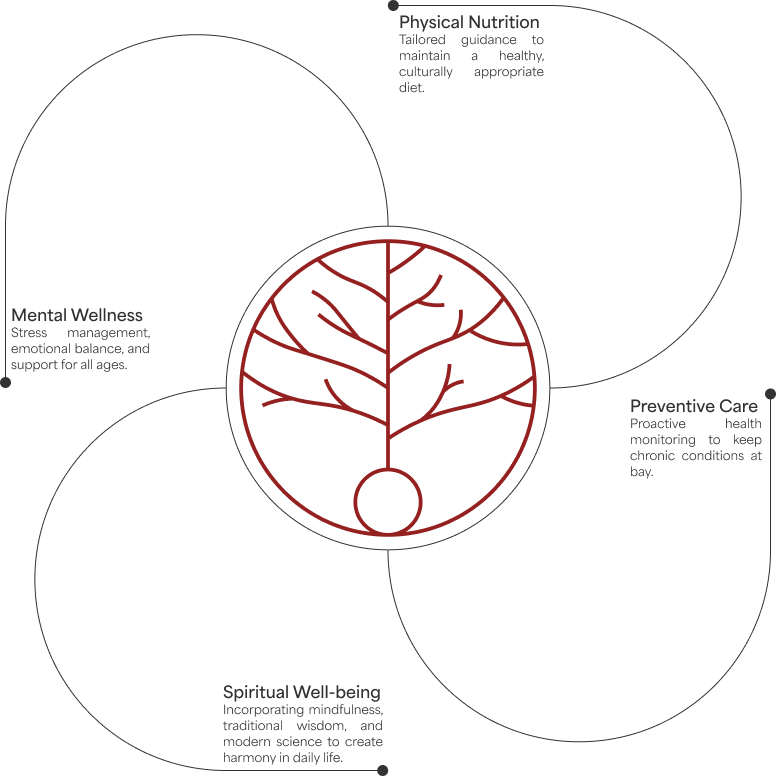 Physical Nutrition
Tailored guidance to
maintain a healthy,
culturally appropriate
diet.
Mental Wellness
Stress management,
emotional balance, and
support for all ages.
Preventive Care
Proactive health
monitoring to keep
chronic conditions at
bay.
Spiritual Well-being
Incorporating mindfulness,
traditional wisdom, and
modern science to create
harmony in daily life.